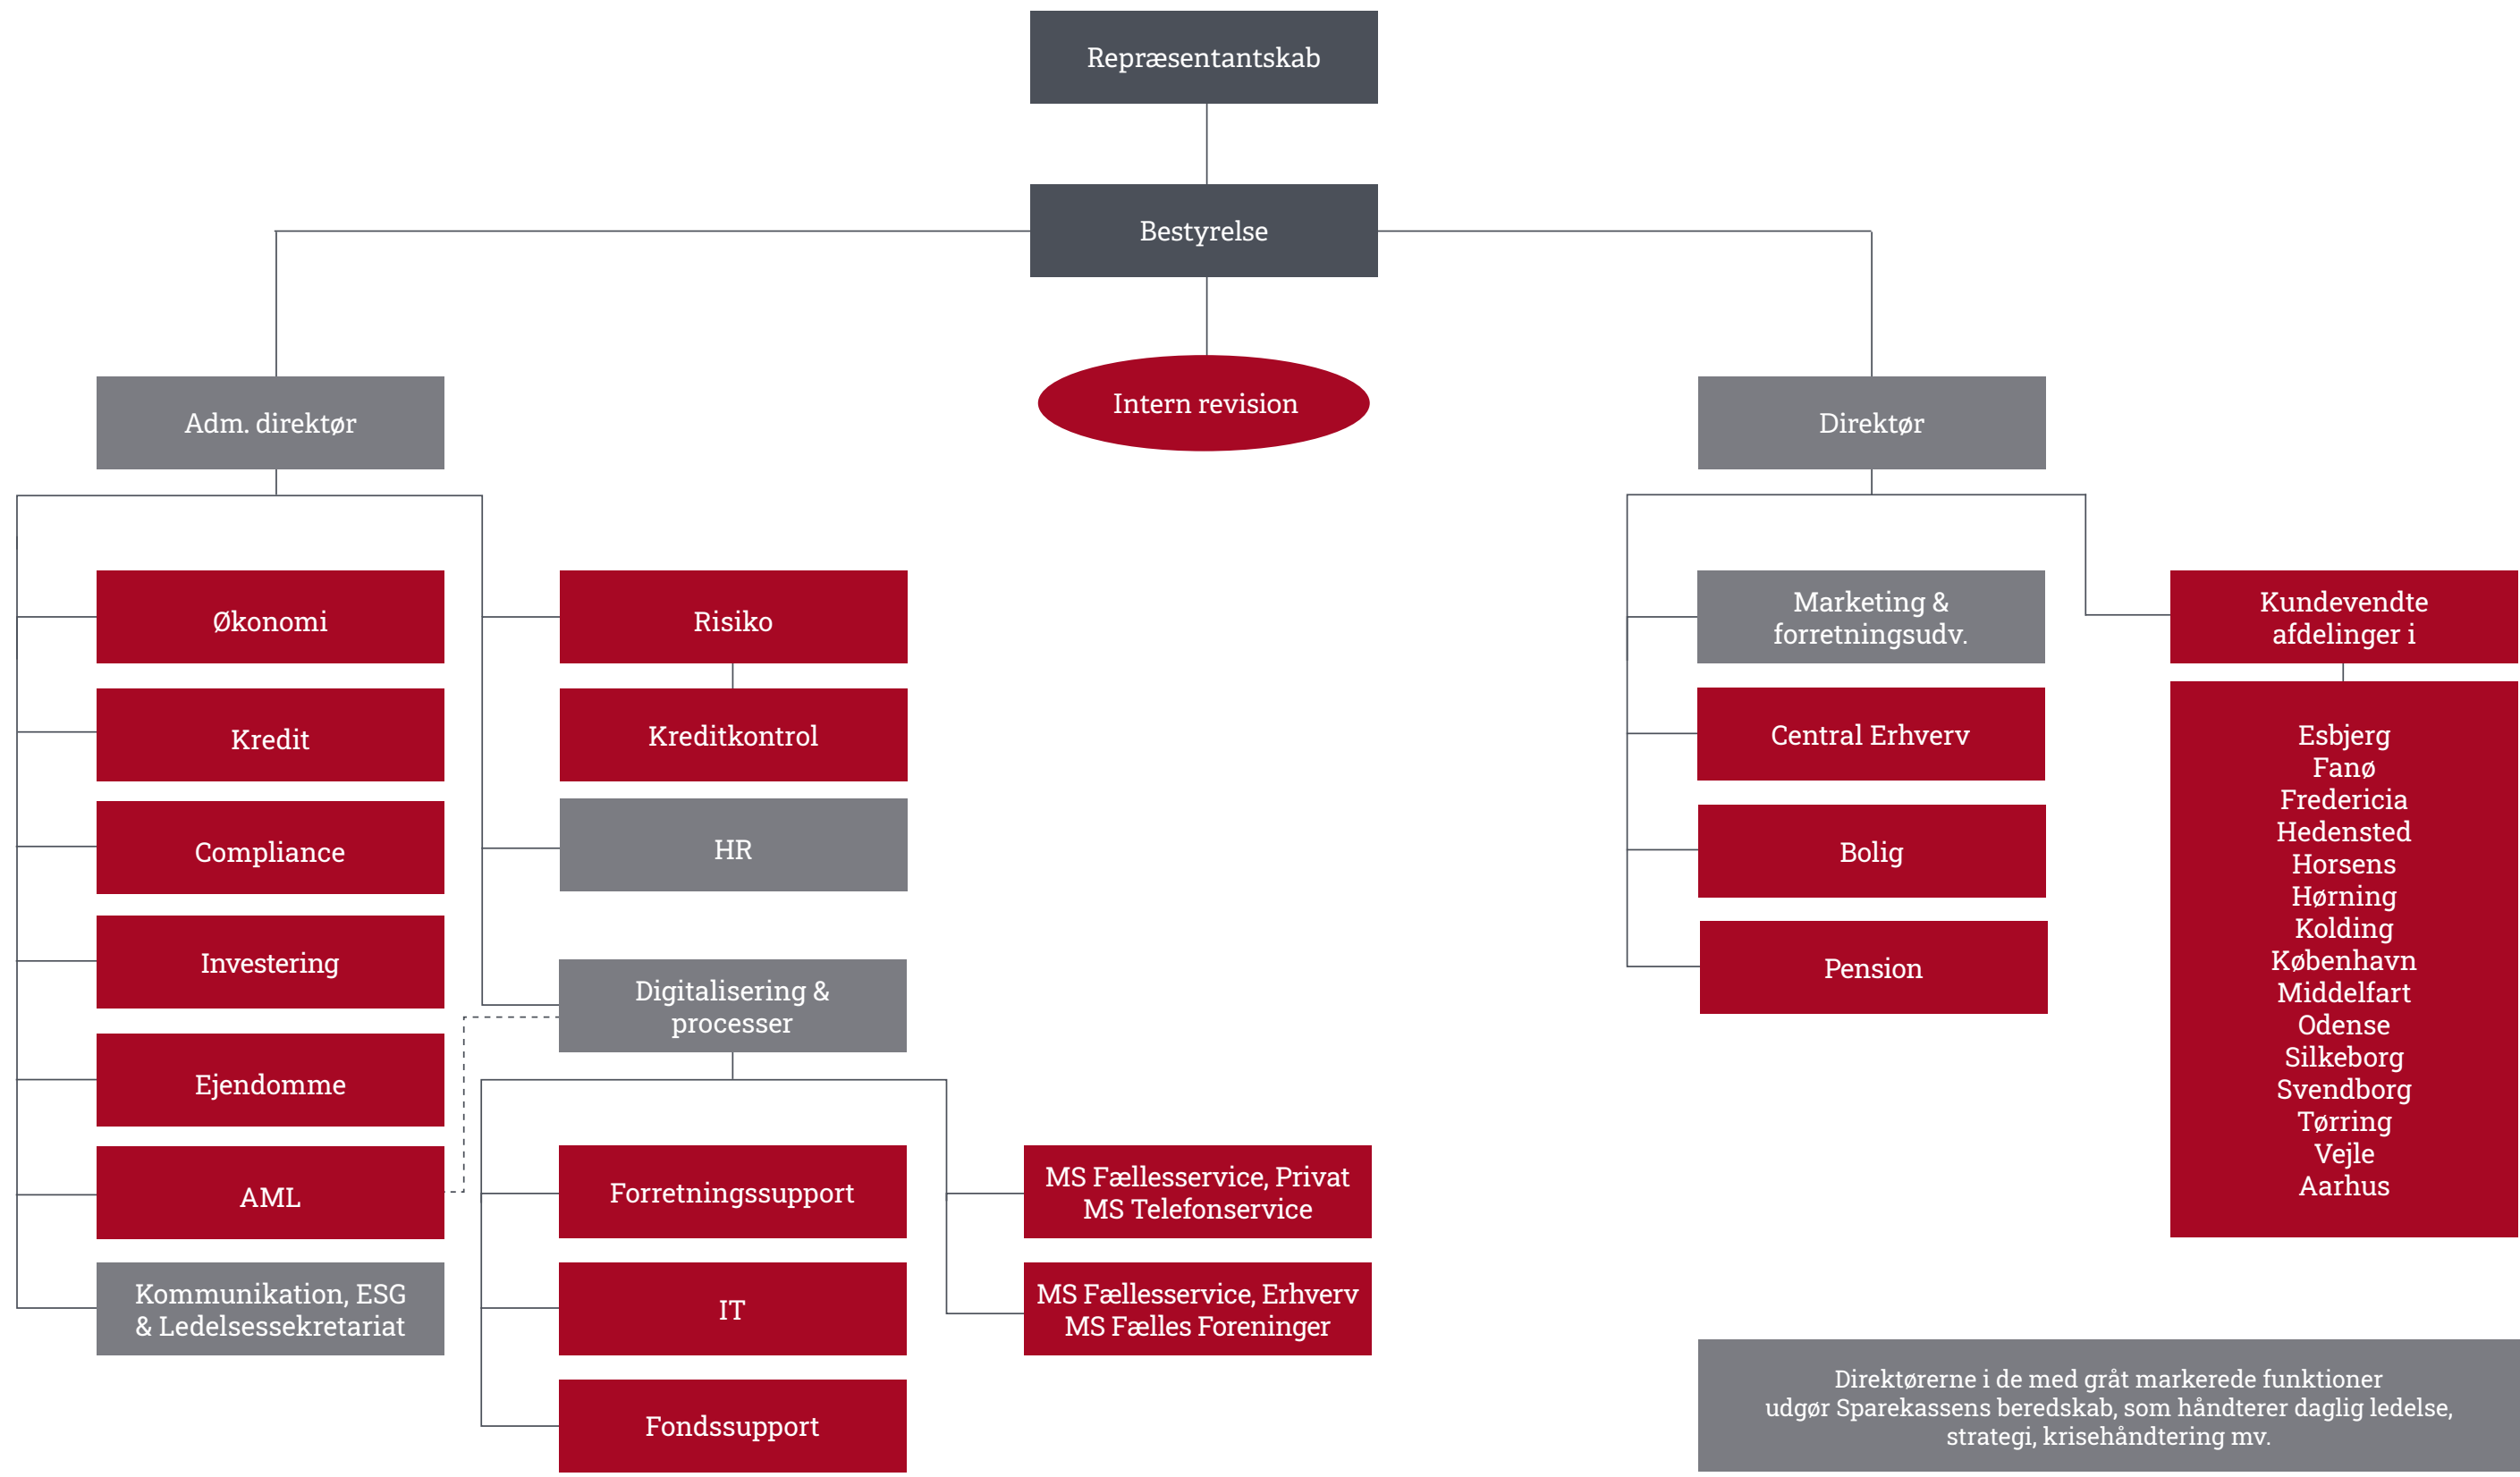 Repræsentantskab
Bestyrelse
Intern revision
Adm. direktør
Direktør
Økonomi
Kredit
Compliance
Investering
Ejendomme
AML
Kommunikation, ESG
& Ledelsessekretariat
Risiko
Kreditkontrol
HR
Digitalisering &
processer
Forretningssupport
IT
Fondssupport
MS Fællesservice, Privat
MS Telefonservice
MS Fællesservice, Erhverv
MS Fælles Foreninger
Marketing &
forretningsudv.
Central Erhverv
Bolig
Pension
Kundevendte
afdelinger i
Esbjerg
Fanø
Fredericia
Hedensted
Horsens
Hørning
Kolding
København
Middelfart
Odense
Silkeborg
Svendborg
Tørring
Vejle
Aarhus
Direktørerne i de med gråt markerede funktioner
udgør Sparekassens beredskab, som håndterer daglig ledelse,
strategi, krisehåndtering mv.